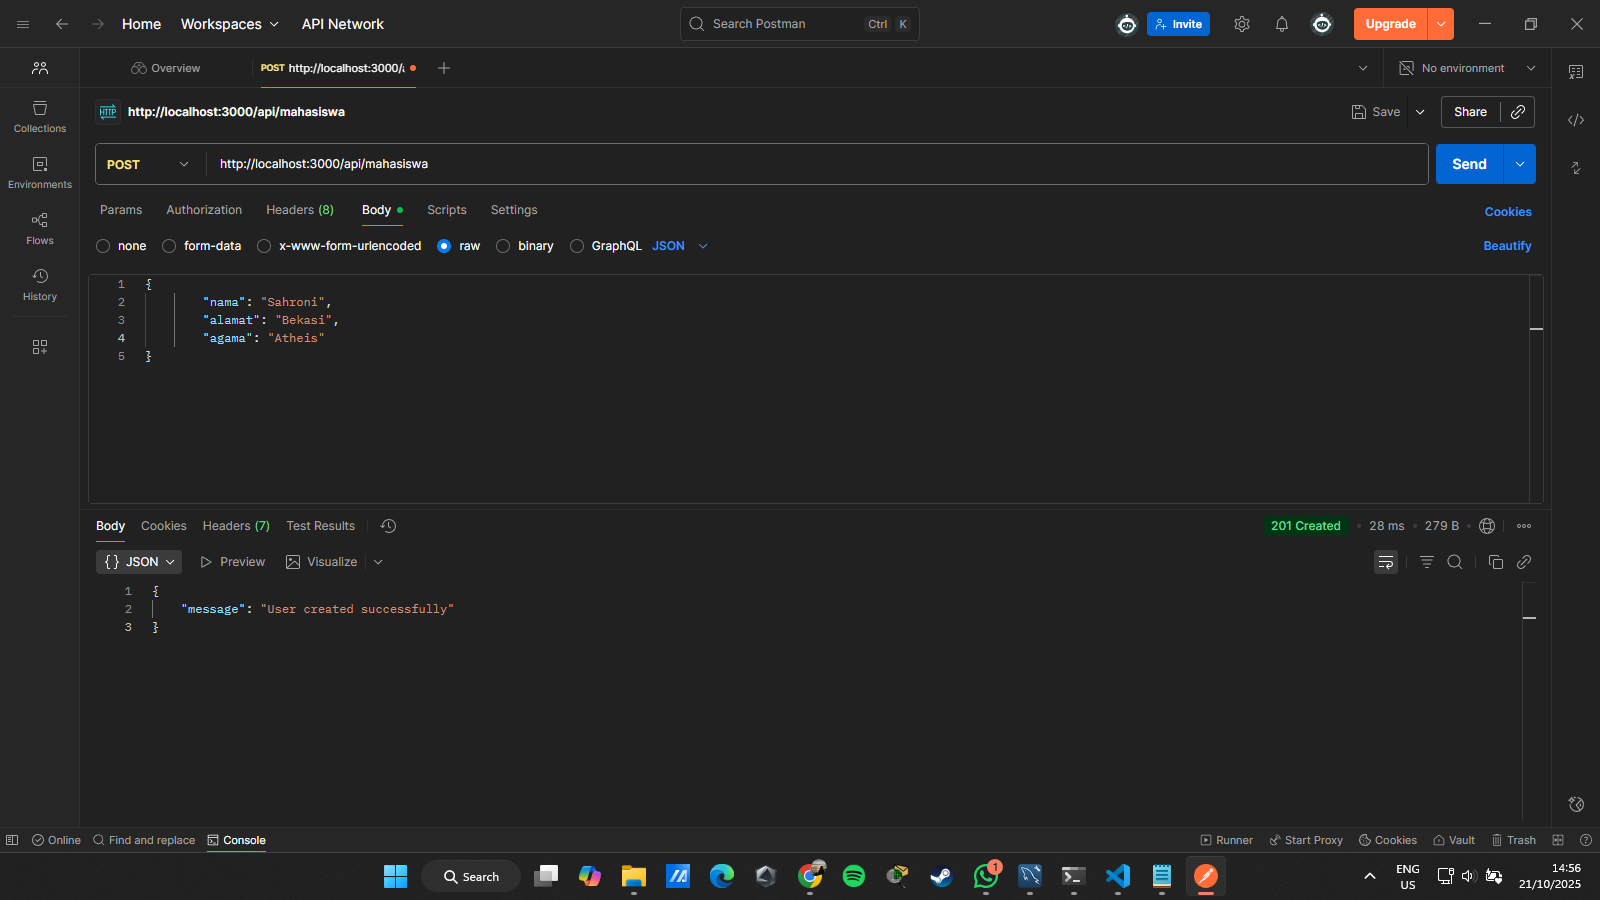 Home Workspaces API Network Search Postman Ctrl K Invite Upgrade
Overview POST http://localhost:3000/a No environment
HTTP http://localhost:3000/api/mahasiswa Save Share
POST http://localhost:3000/api/mahasiswa Send
Params Authorization Headers (8) Body Scripts Settings Cookies
none form-data x-www-form-urlencoded raw binary GraphQL JSON Beautify
Collections
Environments
Flows
History
1 {
2 "nama": "Sahroni",
3 "alamat": "Bekasi",
4 "agama": "Atheis"
5 }
Body Cookies Headers (7) Test Results 201 Created 28 ms 279 B
{} JSON Preview Visualize
1 {
2 "message": "User created successfully"
3 }
Online Find and replace Console Runner Start Proxy Cookies Vault Trash
Search 1 ENG 14:56
US 21/10/2025